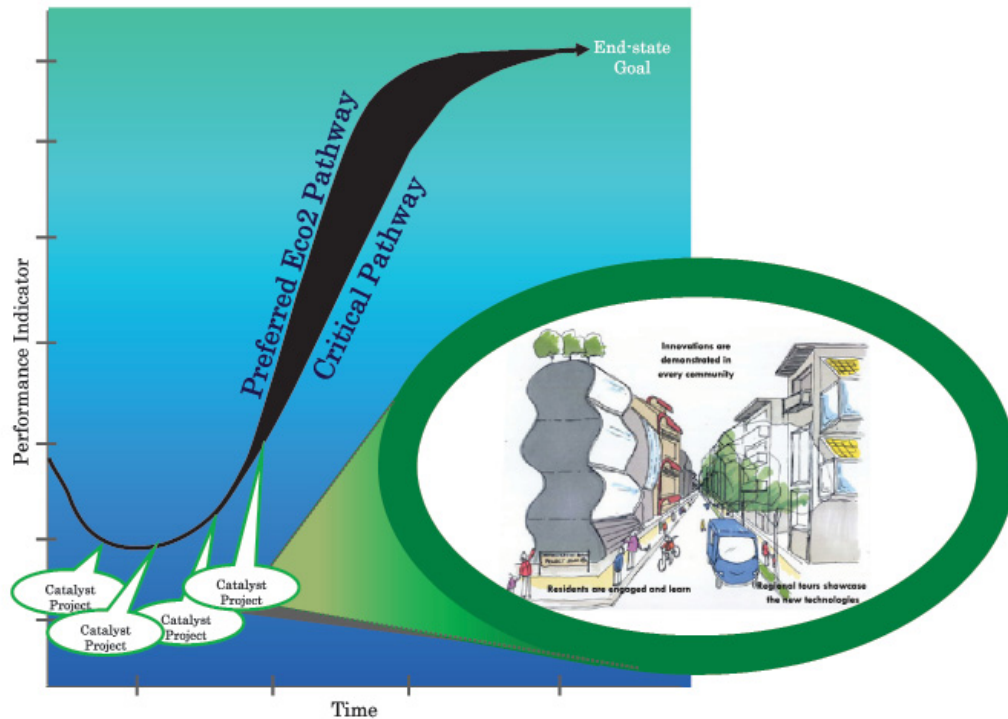 End-state
Goal
Preferred Eco2 Pathway
Critical Pathway
Performance Indicator
Innovations are
demonstrated in
every community
Residents are engaged and learn
Regional tours showcase
the new technologies
Catalyst
Project
Catalyst
Project
Catalyst
Project
Catalyst
Project
Time